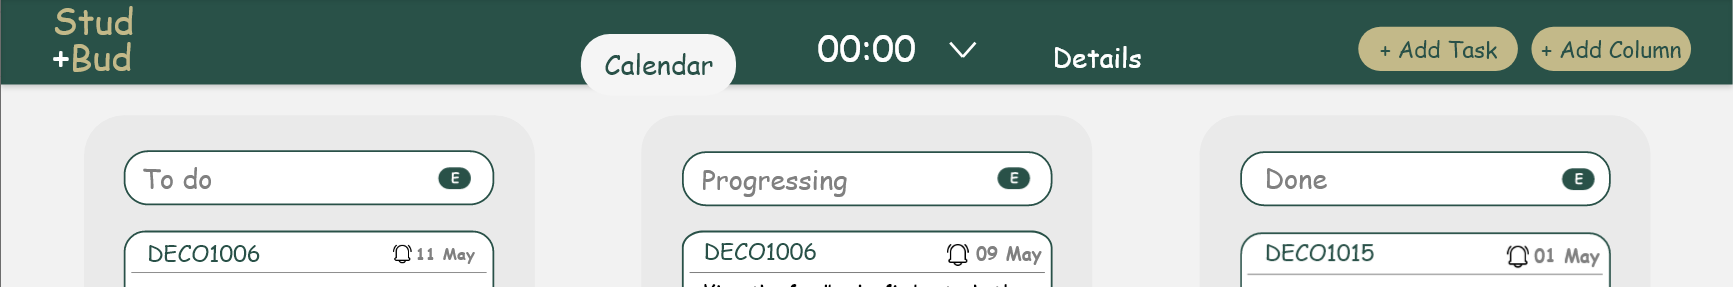 Stud
+Bud
Calendar
00:00
Details
+ Add Task
+ Add Column
To do
E
Progressing
E
Done
E
DECO1006
11 May
DECO1006
09 May
DECO1015
01 May